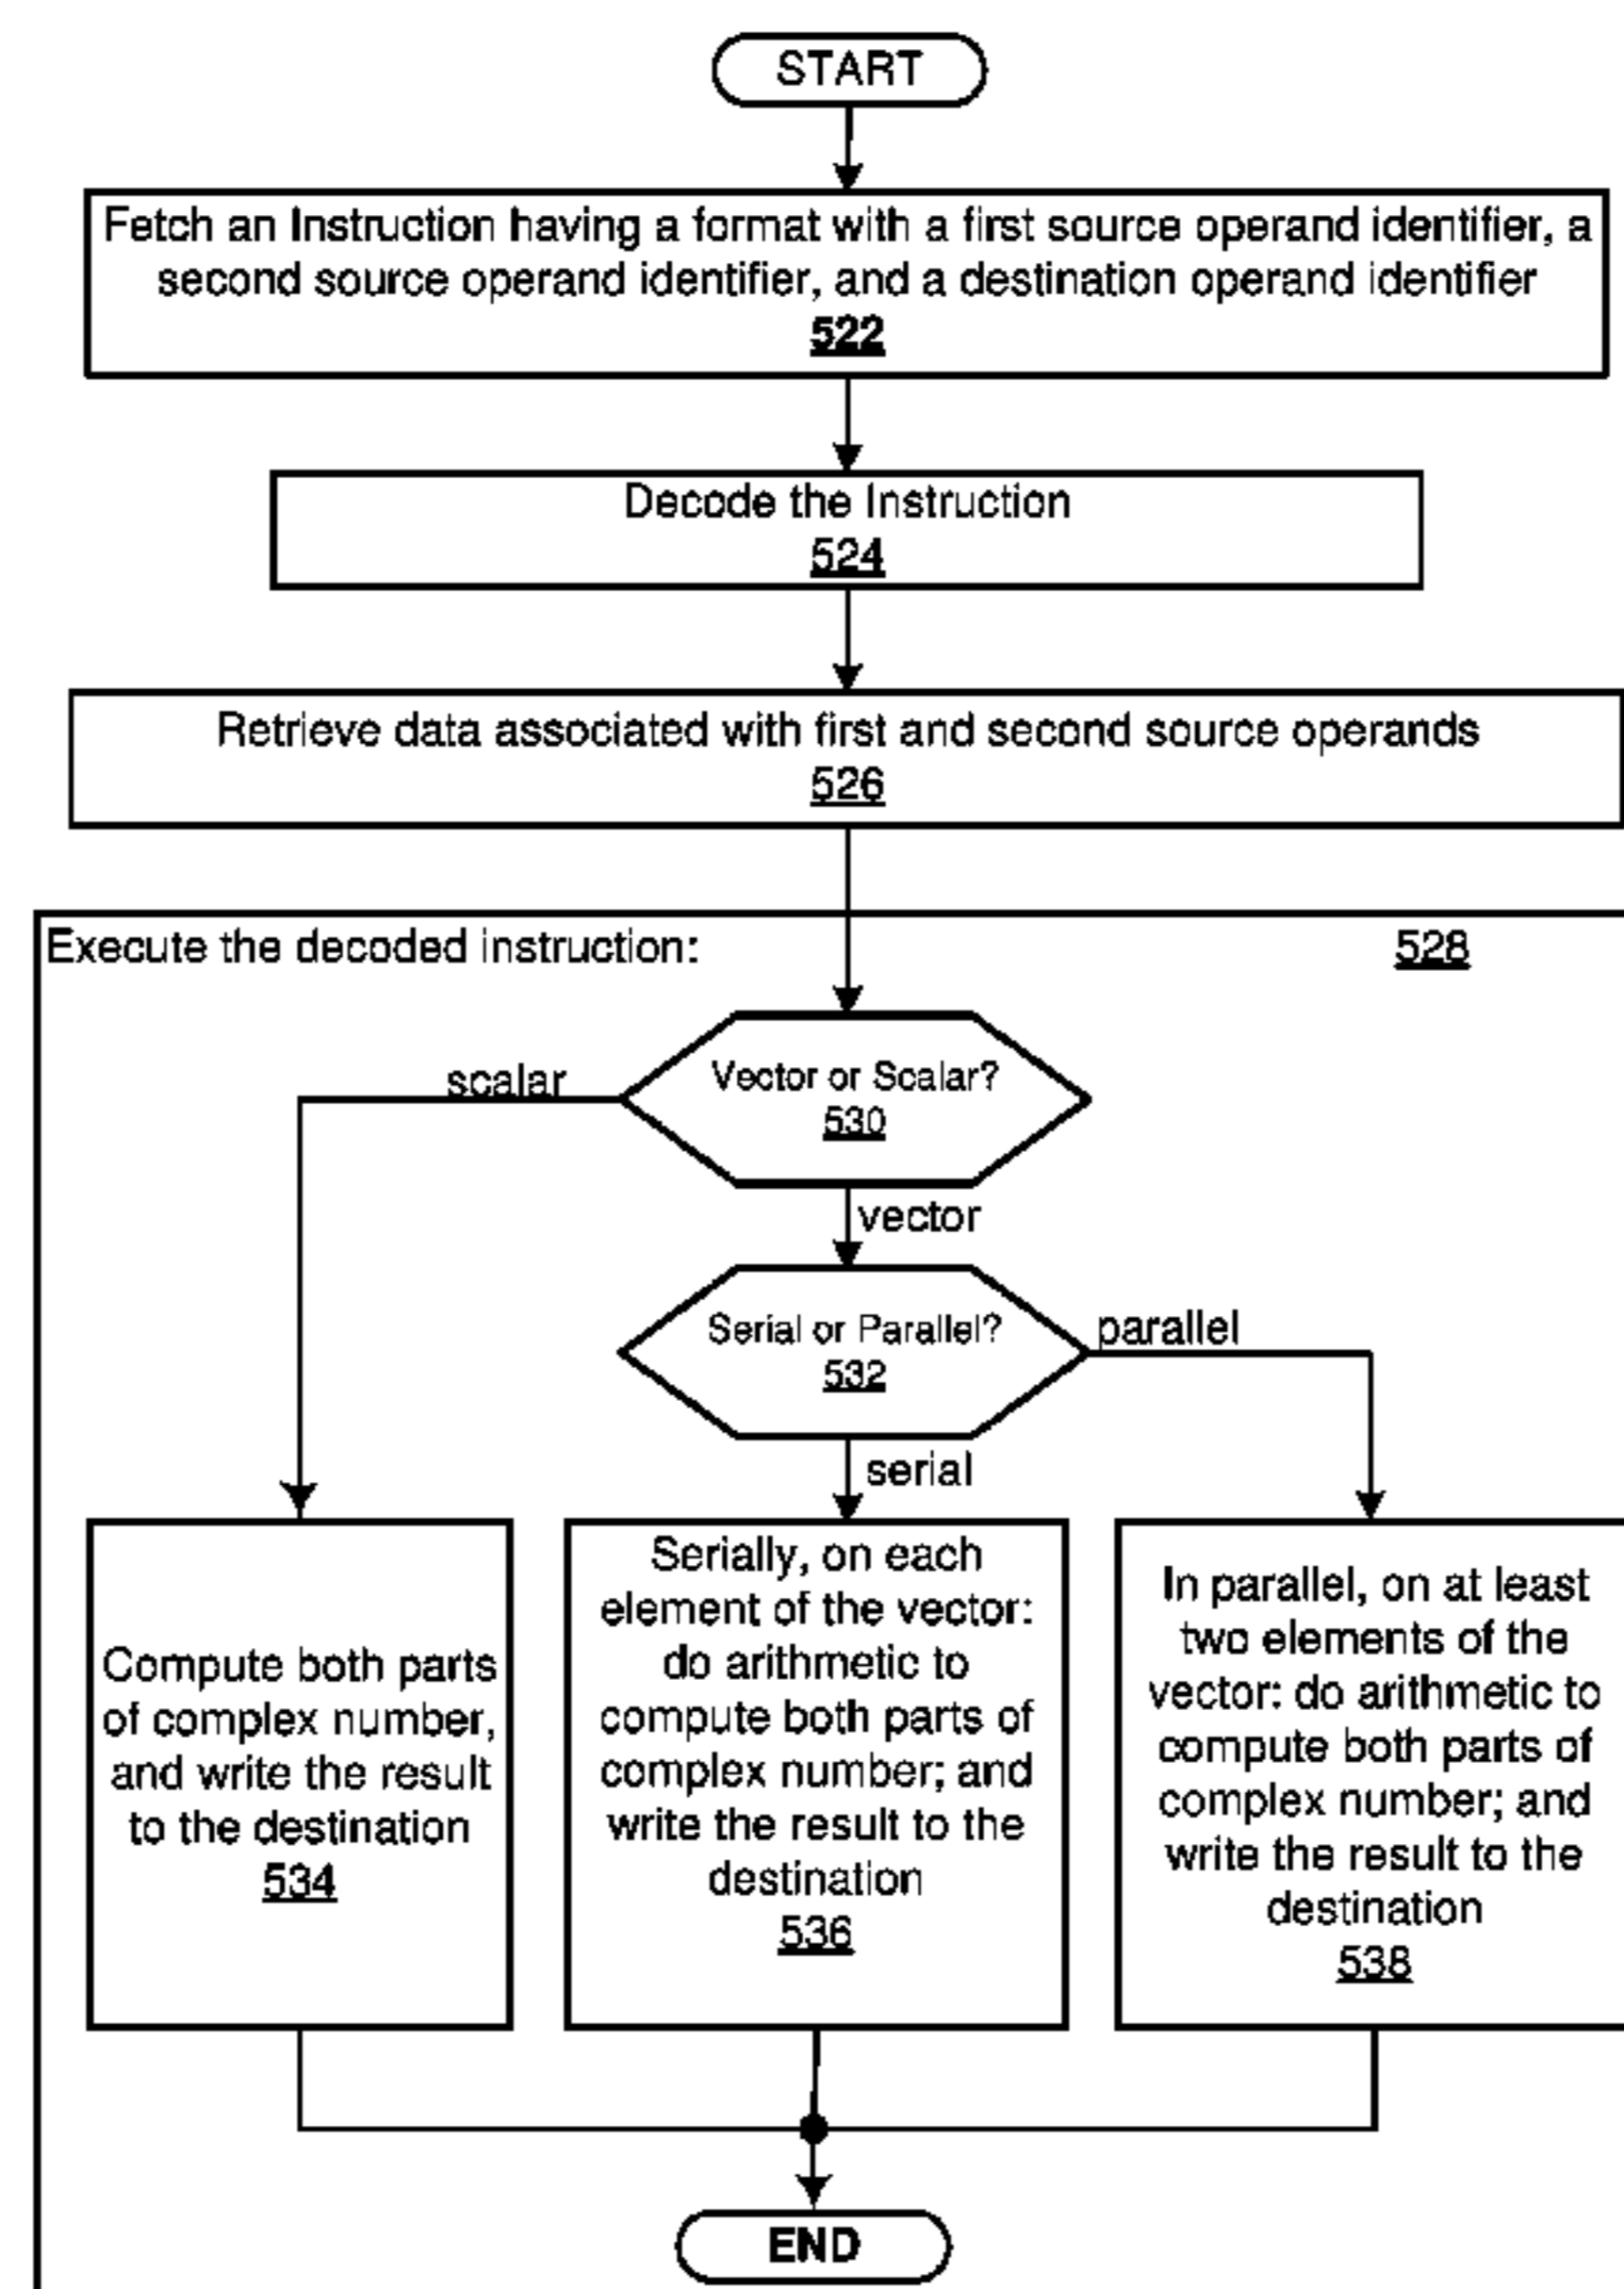 START
Fetch an Instruction having a format with a first source operand identifier, a
second source operand identifier, and a destination operand identifier
522
Decode the Instruction
524
Retrieve data associated with first and second source operands
526
Execute the decoded instruction:
528
Vector or Scalar?
530
scalar
vector
Serial or Parallel?
532
parallel
serial
Compute both parts
of complex number,
and write the result
to the destination
534
Serially, on each
element of the vector:
do arithmetic to
compute both parts of
complex number; and
write the result to the
destination
536
In parallel, on at least
two elements of the
vector: do arithmetic to
compute both parts of
complex number; and
write the result to the
destination
538
END